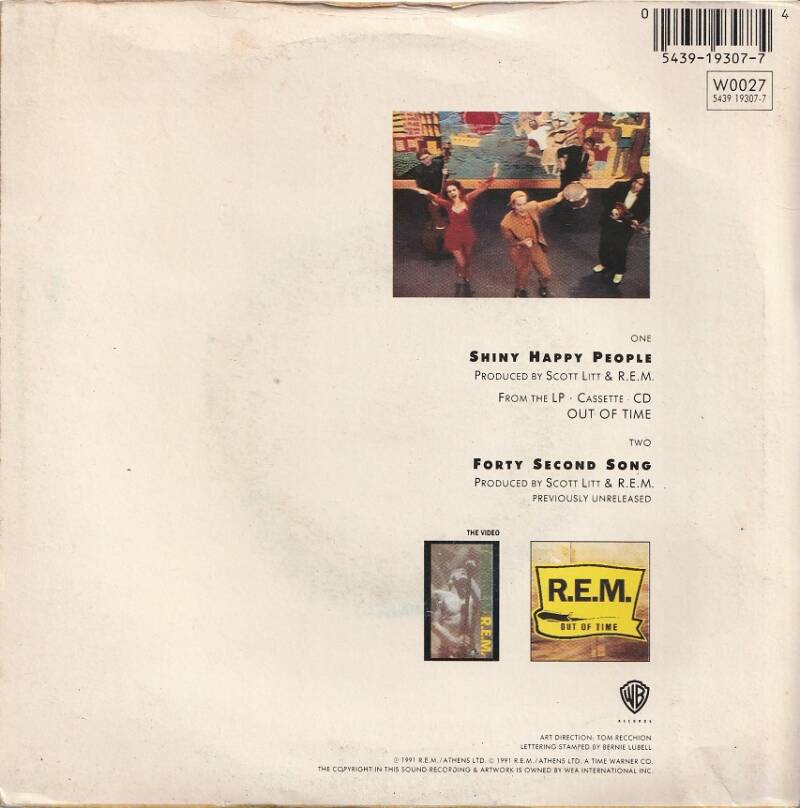 0 4
5439-19307-7
W0027
5439 19307-7
ONE
SHINY HAPPY PEOPLE
PRODUCED BY SCOTT LITT & R.E.M.
FROM THE LP · CASSETTE · CD
OUT OF TIME
TWO
FORTY SECOND SONG
PRODUCED BY SCOTT LITT & R.E.M.
PREVIOUSLY UNRELEASED
THE VIDEO
R.E.M.
R.E.M.
OUT OF TIME
WB
RECORDS
ART DIRECTION: TOM RECCHION
LETTERING STAMPED BY BERNIE LUBELL
℗ 1991 R.E.M./ATHENS LTD. © 1991 R.E.M./ATHENS LTD. A TIME WARNER CO.
THE COPYRIGHT IN THIS SOUND RECORDING & ARTWORK IS OWNED BY WEA INTERNATIONAL INC.